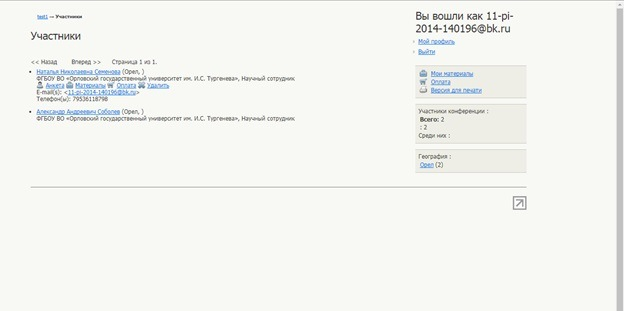 test1 → Участники
Участники
<< Назад Вперед >> Страница 1 из 1.
Наталья Николаевна Семенова (Орел, )
ФГБОУ ВО «Орловский государственный университет им. И.С. Тургенева», Научный сотрудник
Анкета Материалы Оплата Удалить
E-mail(s): <11-pi-2014-140196@bk.ru>
Телефон(ы): 79536118798
Александр Андреевич Соболев (Орел, )
ФГБОУ ВО «Орловский государственный университет им. И.С. Тургенева», Научный сотрудник
Вы вошли как 11-pi-
2014-140196@bk.ru
Мой профиль
Выйти
Мои материалы
Оплата
Версия для печати
Участники конференции :
Всего: 2
: 2
Среди них :
География :
Орел (2)